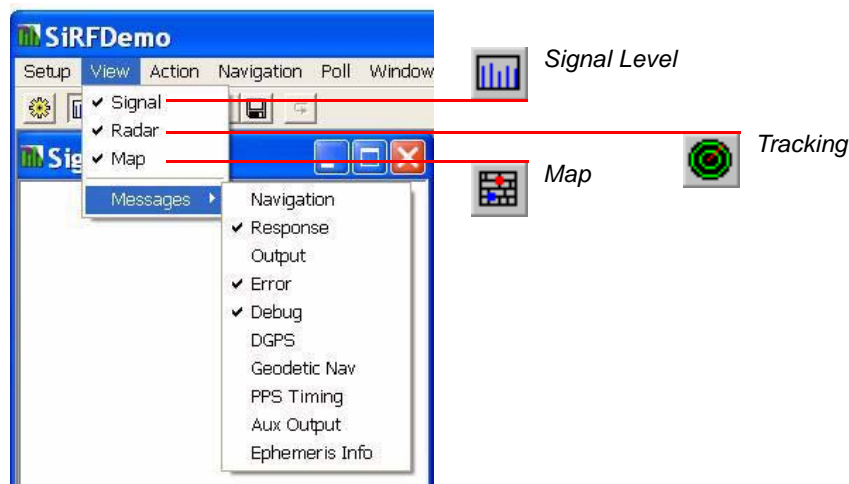 SiRFDemo
Setup View Action Navigation Poll Window
Signal
Radar
Map
Messages
Sig
Navigation
Response
Output
Error
Debug
DGPS
Geodetic Nav
PPS Timing
Aux Output
Ephemeris Info
Signal Level
Tracking
Map